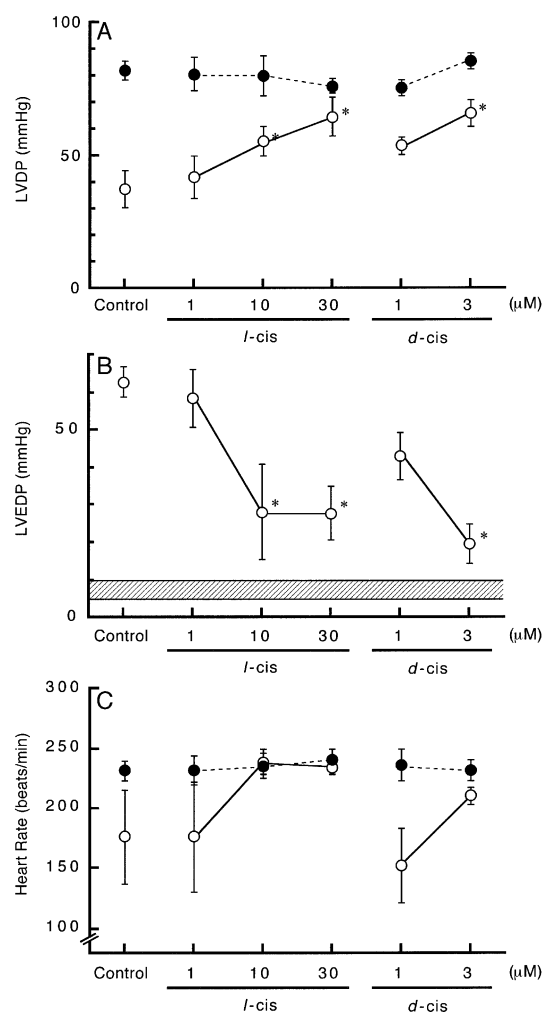 A
100
50
0
LVDP (mmHg)
*
*
*
Control 1 10 30 1 3 (μM)
l-cis d-cis
B
50
0
LVEDP (mmHg)
*
*
*
Control 1 10 30 1 3 (μM)
l-cis d-cis
C
300
250
200
150
100
Heart Rate (beats/min)
Control 1 10 30 1 3 (μM)
l-cis d-cis